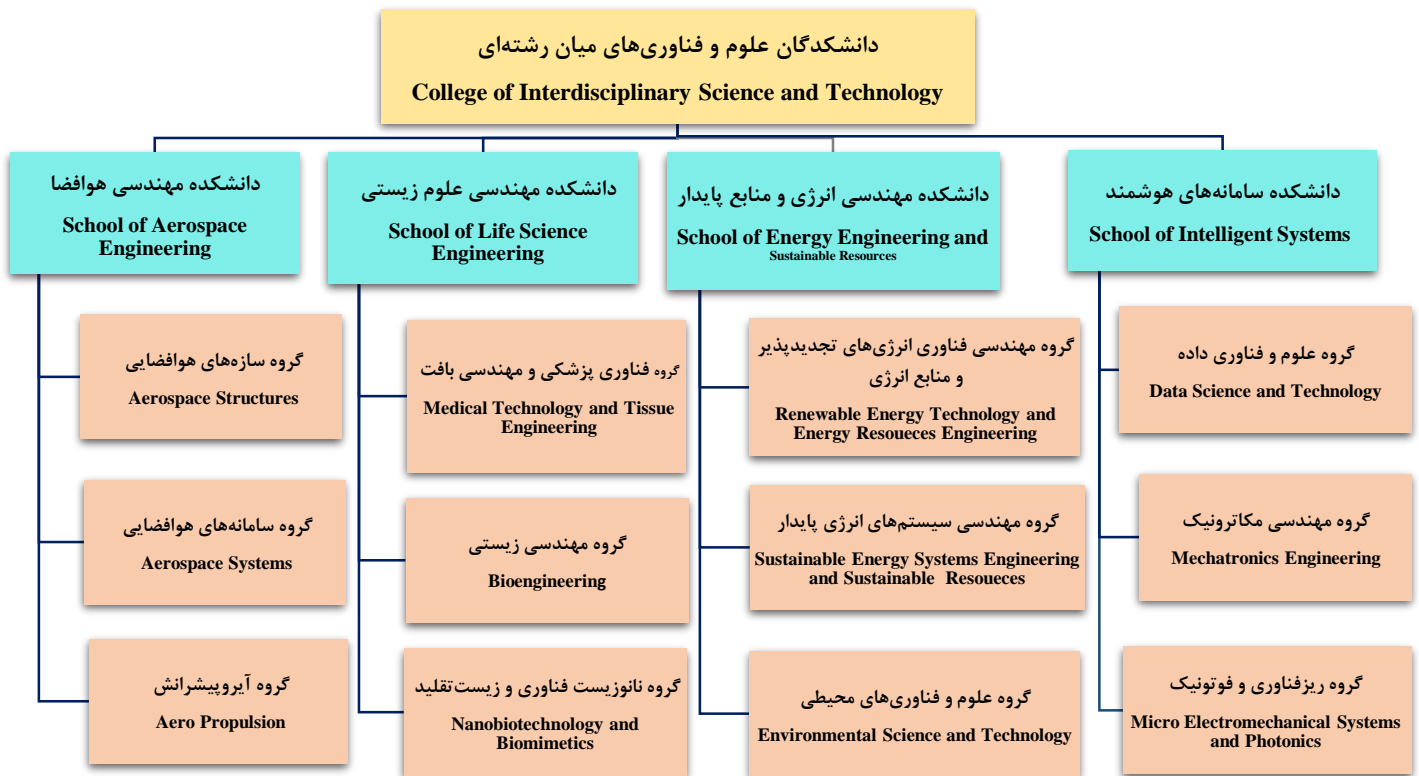 دانشکدگان علوم و فناوری‌های میان رشته‌ای
College of Interdisciplinary Science and Technology
دانشکده مهندسی هوافضا
School of Aerospace
Engineering
گروه سازه‌های هوافضایی
Aerospace Structures
گروه سامانه‌های هوافضایی
Aerospace Systems
گروه آیروپیشرانش
Aero Propulsion
دانشکده مهندسی علوم زیستی
School of Life Science
Engineering
گروه فناوری پزشکی و مهندسی بافت
Medical Technology and Tissue
Engineering
گروه مهندسی زیستی
Bioengineering
گروه نانوزیست فناوری و زیست‌تقلید
Nanobiotechnology and
Biomimetics
دانشکده مهندسی انرژی و منابع پایدار
School of Energy Engineering and
Sustainable Resources
گروه مهندسی فناوری انرژی‌های تجدیدپذیر
و منابع انرژی
Renewable Energy Technology and
Energy Resoueces Engineering
گروه مهندسی سیستم‌های انرژی پایدار
Sustainable Energy Systems Engineering
and Sustainable Resoueces
گروه علوم و فناوری‌های محیطی
Environmental Science and Technology
دانشکده سامانه‌های هوشمند
School of Intelligent Systems
گروه علوم و فناوری داده
Data Science and Technology
گروه مهندسی مکاترونیک
Mechatronics Engineering
گروه ریزفناوری و فوتونیک
Micro Electromechanical Systems
and Photonics